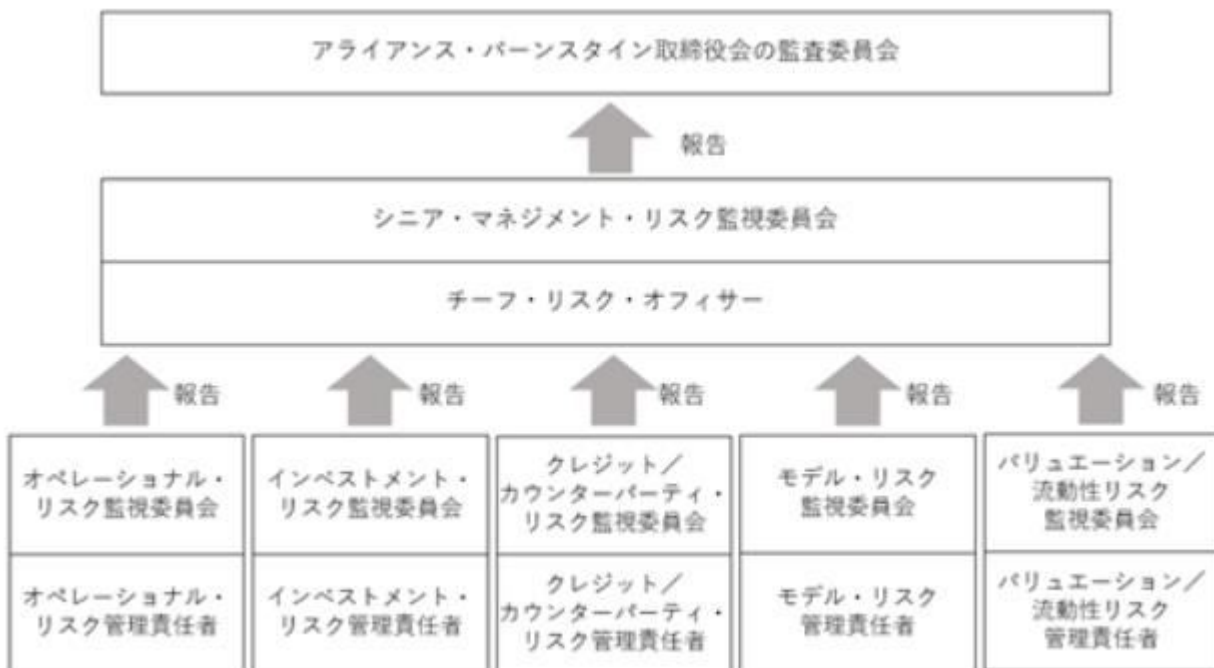 アライアンス・バーンスタイン取締役会の監査委員会
報告
シニア・マネジメント・リスク監視委員会
チーフ・リスク・オフィサー
報告
報告
報告
報告
報告
オペレーショナル・
リスク監視委員会
インベストメント・
リスク監視委員会
クレジット／
カウンターパーティ・
リスク監視委員会
モデル・リスク
監視委員会
バリュエーション／
流動性リスク
監視委員会
オペレーショナル・
リスク管理責任者
インベストメント・
リスク管理責任者
クレジット／
カウンターパーティ・
リスク管理責任者
モデル・リスク
管理責任者
バリュエーション／
流動性リスク
管理責任者